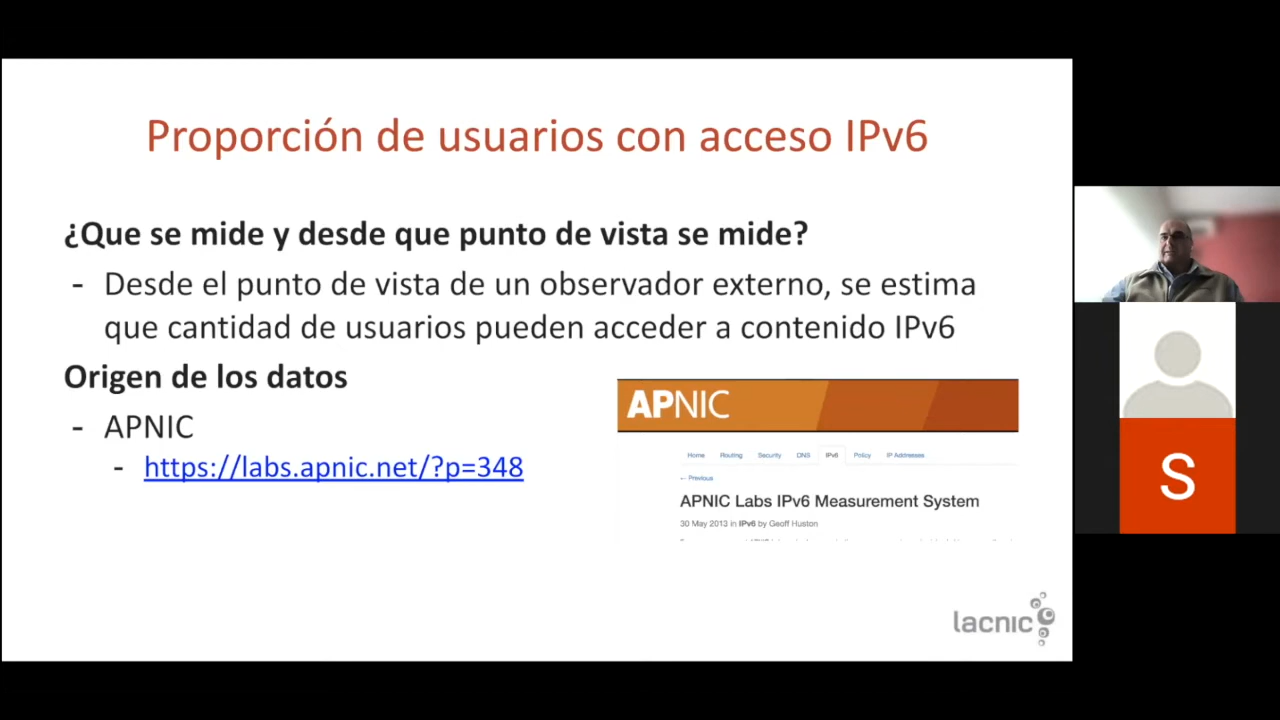 Proporción de usuarios con acceso IPv6
¿Que se mide y desde que punto de vista se mide?
- Desde el punto de vista de un observador externo, se estima
que cantidad de usuarios pueden acceder a contenido IPv6
Origen de los datos
- APNIC
- https://labs.apnic.net/?p=348
APNIC
Home Routing Security DNS IPv6 Policy IP Addresses
← Previous
APNIC Labs IPv6 Measurement System
30 May 2013 in IPv6 by Geoff Huston
lacnic
S